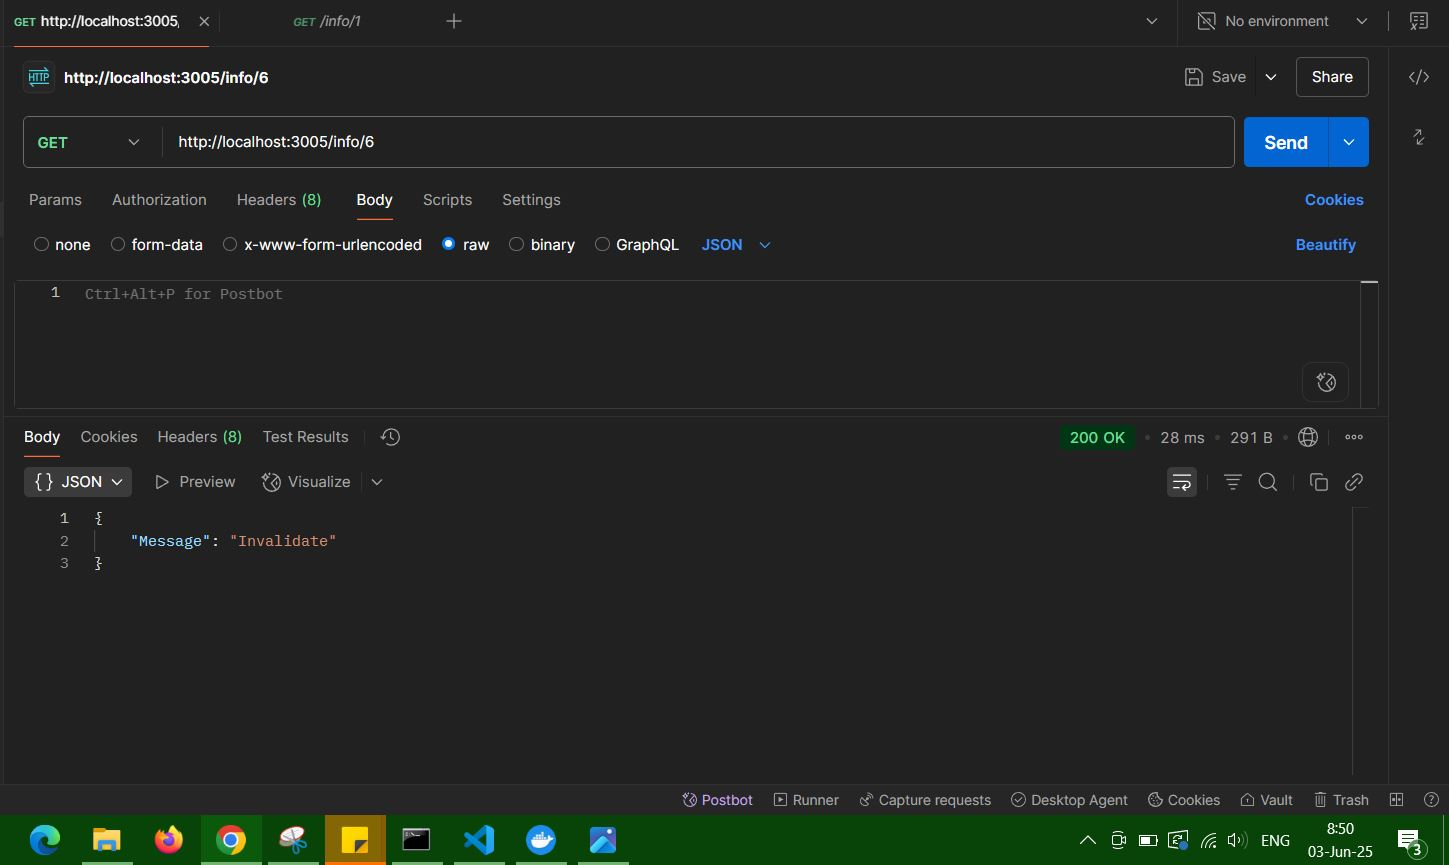 GET http://localhost:3005, GET /info/1 No environment
HTTP http://localhost:3005/info/6 Save Share
GET http://localhost:3005/info/6 Send
Params Authorization Headers (8) Body Scripts Settings Cookies
none form-data x-www-form-urlencoded raw binary GraphQL JSON Beautify
1 Ctrl+Alt+P for Postbot
Body Cookies Headers (8) Test Results 200 OK • 28 ms • 291 B •
{} JSON Preview Visualize
1 {
2 "Message": "Invalidate"
3 }
Postbot Runner Capture requests Desktop Agent Cookies Vault Trash
ENG 8:50
03-Jun-25 3